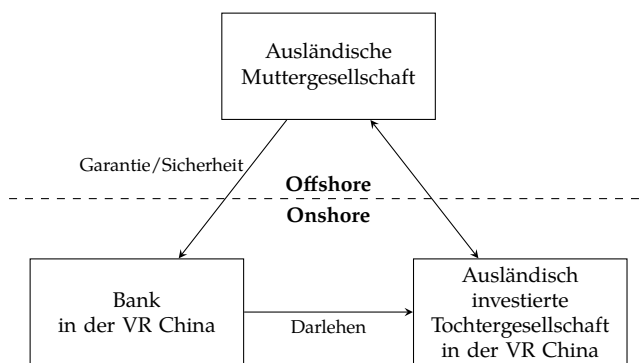 Ausländische
Muttergesellschaft
Garantie/Sicherheit
Offshore
Onshore
Bank
in der VR China
Darlehen
Ausländisch
investierte
Tochtergesellschaft
in der VR China